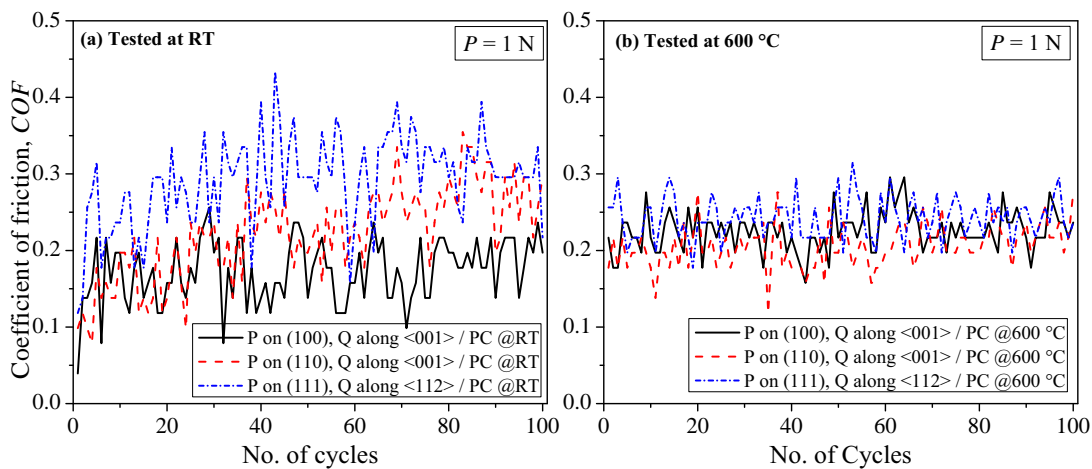 (a) Tested at RT
P = 1 N
Coefficient of friction, COF
0.5
0.4
0.3
0.2
0.1
0.0
P on (100), Q along <001> / PC @RT
P on (110), Q along <001> / PC @RT
P on (111), Q along <112> / PC @RT
0 20 40 60 80 100
No. of cycles
(b) Tested at 600 °C
P = 1 N
0.5
0.4
0.3
0.2
0.1
0.0
P on (100), Q along <001> / PC @600 °C
P on (110), Q along <001> / PC @600 °C
P on (111), Q along <112> / PC @600 °C
0 20 40 60 80 100
No. of Cycles